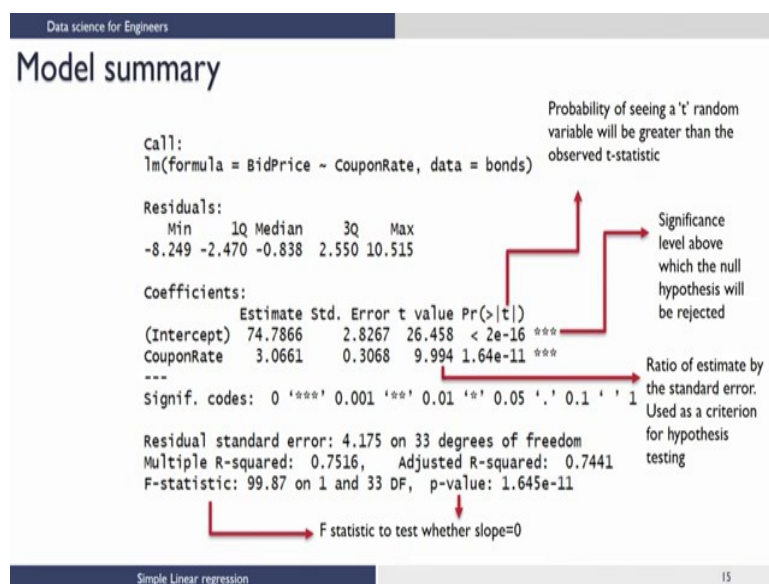 Data science for Engineers
Model summary
Call:
lm(formula = BidPrice ~ CouponRate, data = bonds)
Residuals:
Min 1Q Median 3Q Max
-8.249 -2.470 -0.838 2.550 10.515
Coefficients:
Estimate Std. Error t value Pr(>|t|)
(Intercept) 74.7866 2.8267 26.458 < 2e-16 ***
CouponRate 3.0661 0.3068 9.994 1.64e-11 ***
---
Signif. codes: 0 ‘***’ 0.001 ‘**’ 0.01 ‘*’ 0.05 ‘.’ 0.1 ‘ ’ 1
Residual standard error: 4.175 on 33 degrees of freedom
Multiple R-squared: 0.7516, Adjusted R-squared: 0.7441
F-statistic: 99.87 on 1 and 33 DF, p-value: 1.645e-11
Probability of seeing a ‘t’ random
variable will be greater than the
observed t-statistic
Significance
level above
which the null
hypothesis will
be rejected
Ratio of estimate by
the standard error.
Used as a criterion
for hypothesis
testing
F statistic to test whether slope=0
Simple Linear regression
15